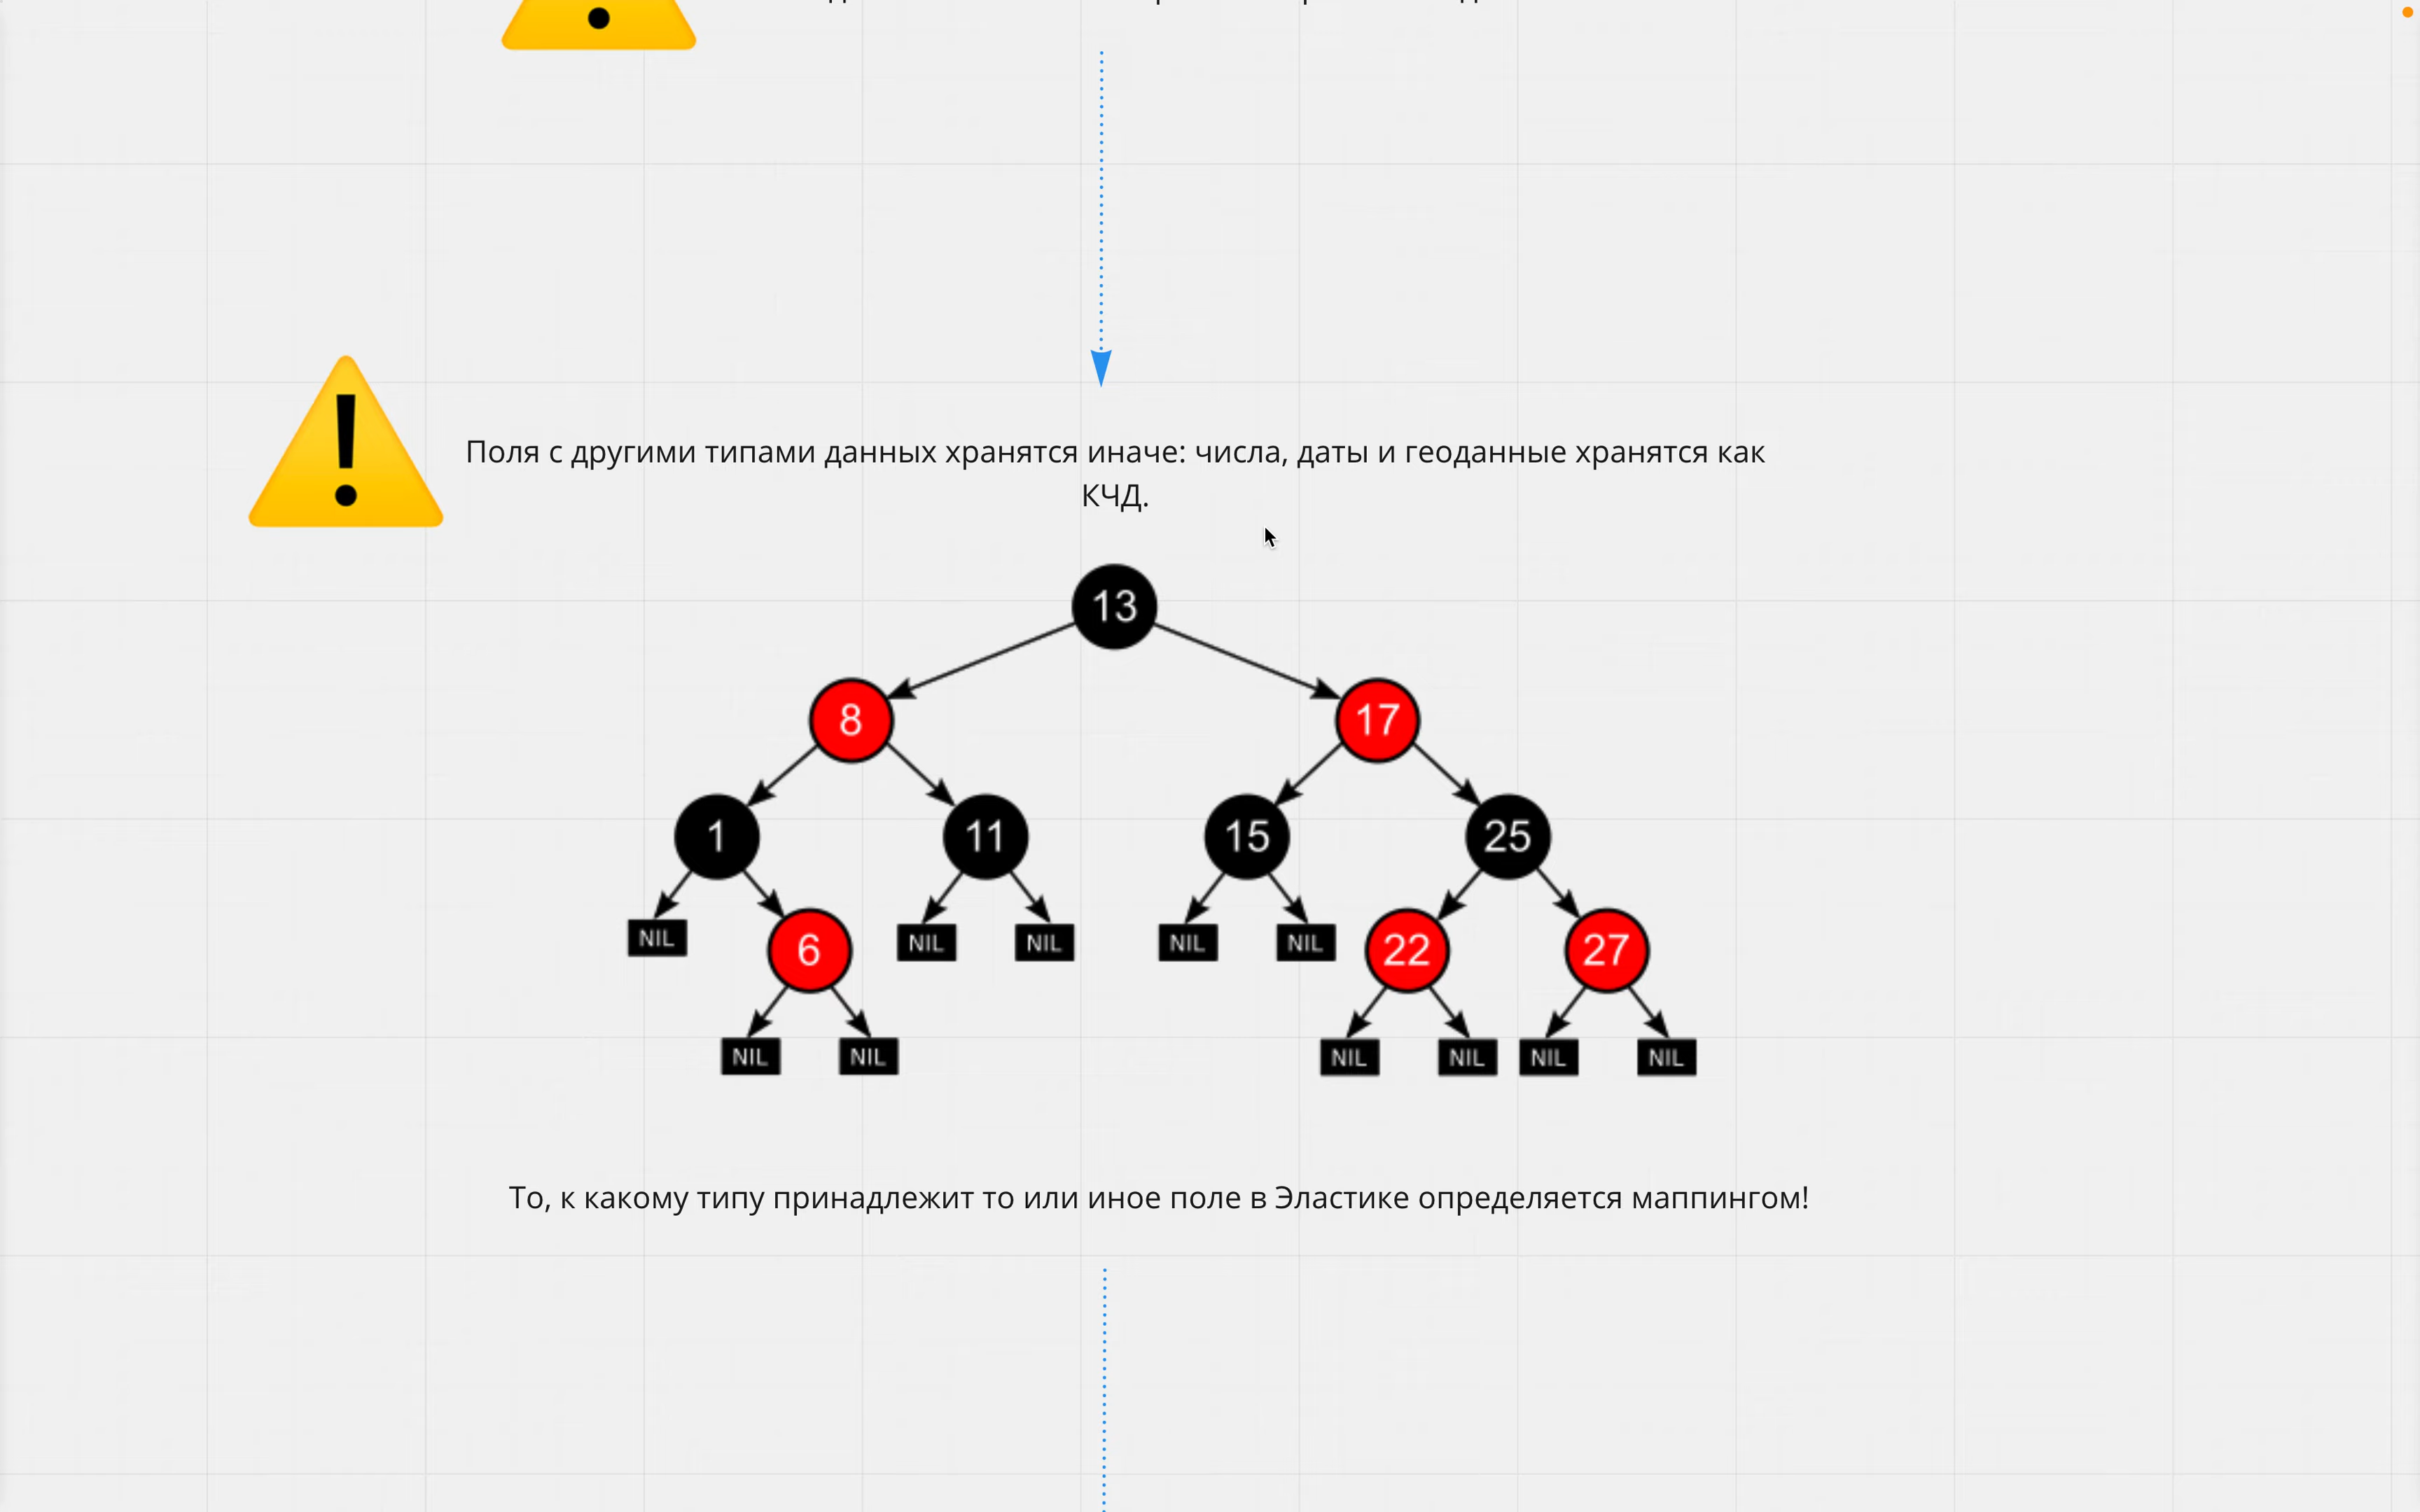 Поля с другими типами данных хранятся иначе: числа, даты и геоданные хранятся как
КЧД.
13
8
17
1
11
15
25
NIL
6
NIL
NIL
NIL
NIL
22
27
NIL
NIL
NIL
NIL
NIL
NIL
То, к какому типу принадлежит то или иное поле в Эластике определяется маппингом!